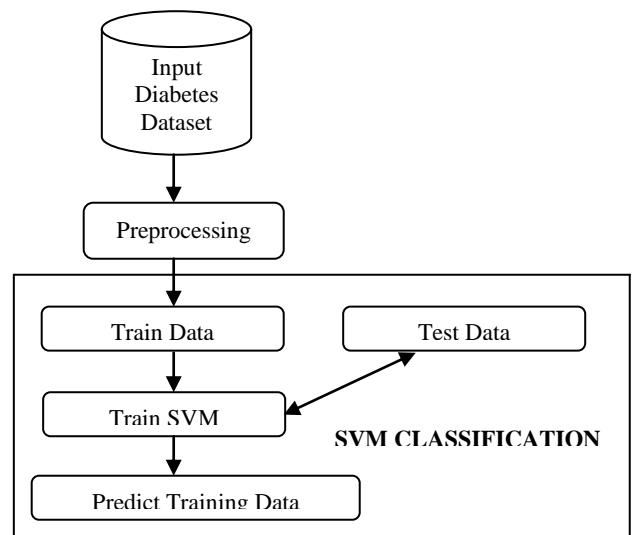 Input
Diabetes
Dataset
Preprocessing
Train Data
Test Data
Train SVM
SVM CLASSIFICATION
Predict Training Data